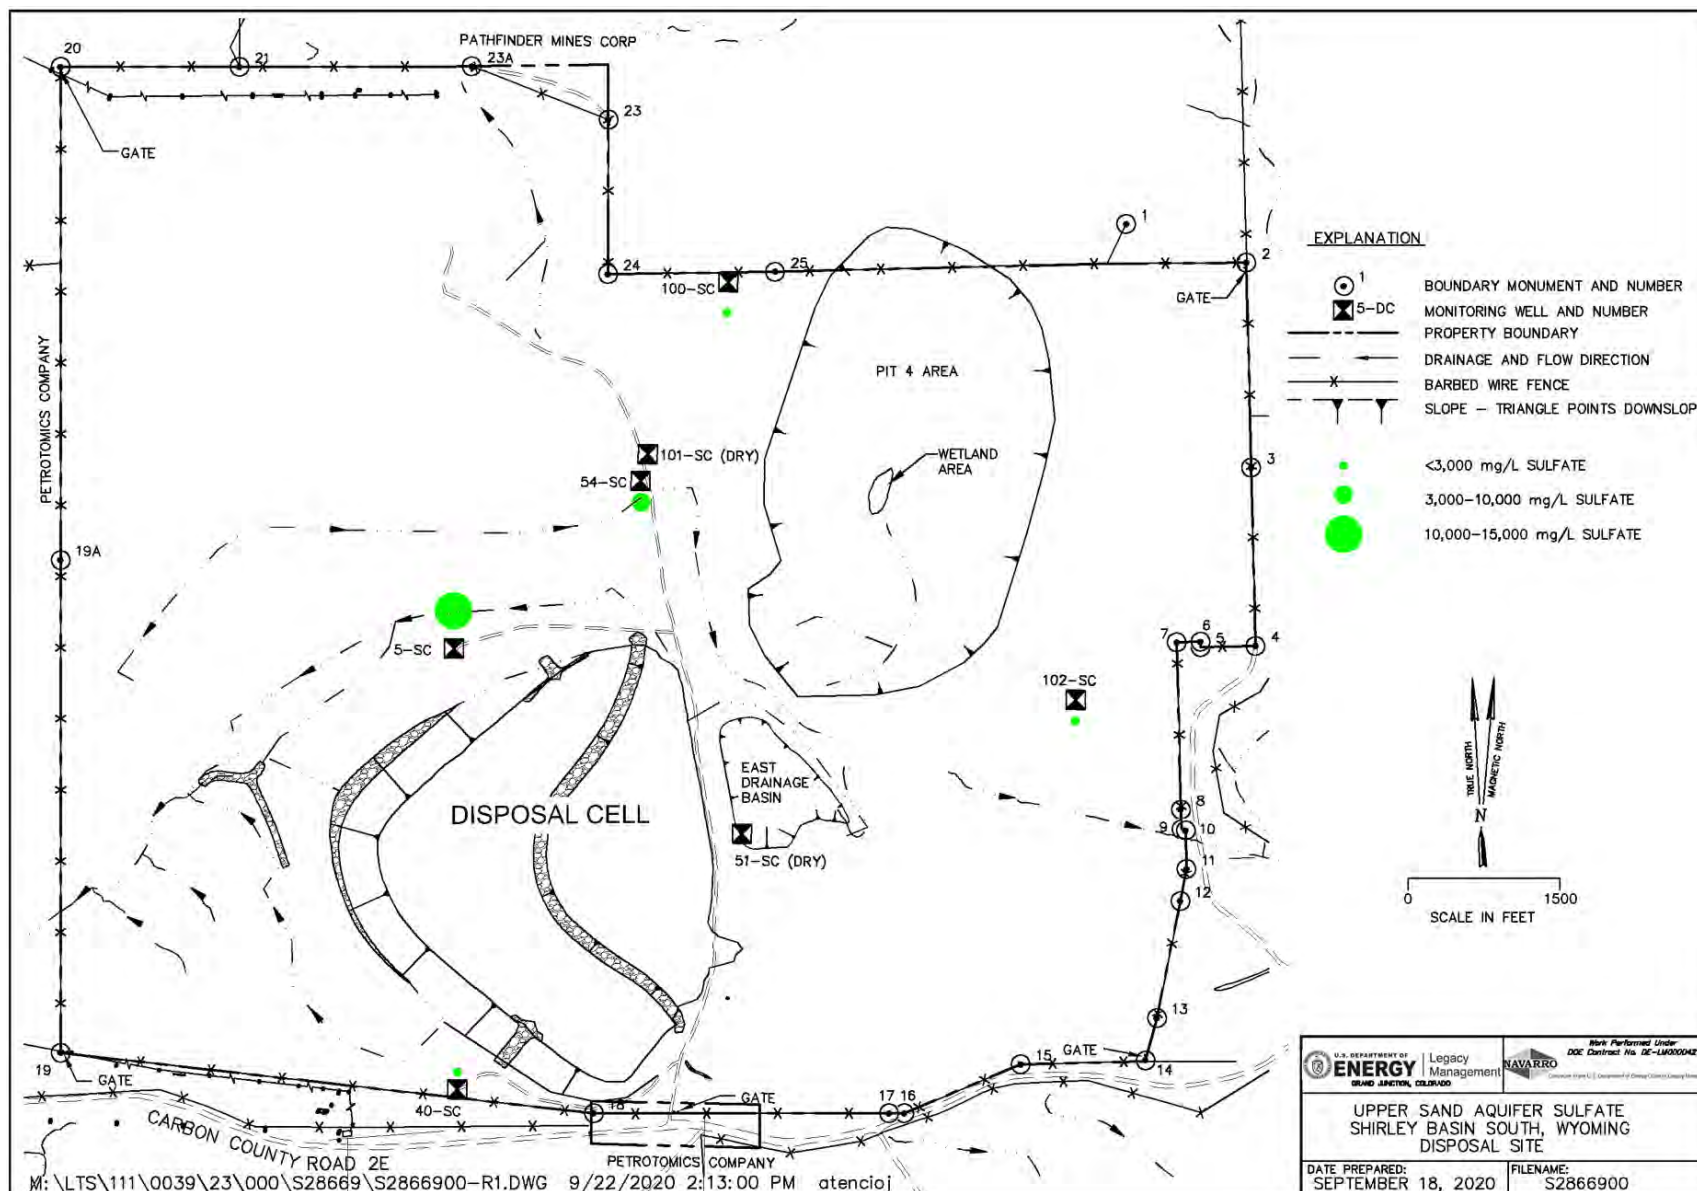 PATHFINDER MINES CORP
20
21
23A
23
GATE
24
25
1
2
GATE
100-SC
PETROTOMICS COMPANY
PIT 4 AREA
WETLAND
AREA
101-SC (DRY)
54-SC
3
19A
5-SC
7
6
5
4
102-SC
EAST
DRAINAGE
BASIN
DISPOSAL CELL
51-SC (DRY)
8
9
10
11
12
13
GATE
14
15
19
GATE
40-SC
18
GATE
17
16
CARBON COUNTY ROAD 2E
PETROTOMICS COMPANY
EXPLANATION
1
BOUNDARY MONUMENT AND NUMBER
5-DC
MONITORING WELL AND NUMBER
PROPERTY BOUNDARY
DRAINAGE AND FLOW DIRECTION
BARBED WIRE FENCE
SLOPE - TRIANGLE POINTS DOWNSLOP
<3,000 mg/L SULFATE
3,000-10,000 mg/L SULFATE
10,000-15,000 mg/L SULFATE
TRUE NORTH
MAGNETIC NORTH
N
0
1500
SCALE IN FEET
U.S. DEPARTMENT OF
ENERGY
Legacy
Management
GRAND JUNCTION, COLORADO
NAVARRO
Work Performed Under
DOE Contract No.
UPPER SAND AQUIFER SULFATE
SHIRLEY BASIN SOUTH, WYOMING
DISPOSAL SITE
DATE PREPARED:
SEPTEMBER 18, 2020
FILENAME:
S2866900
M:\LTS\111\0039\23\000\S28669\S2866900-R1.DWG 9/22/2020 2:13:00 PM atencioj